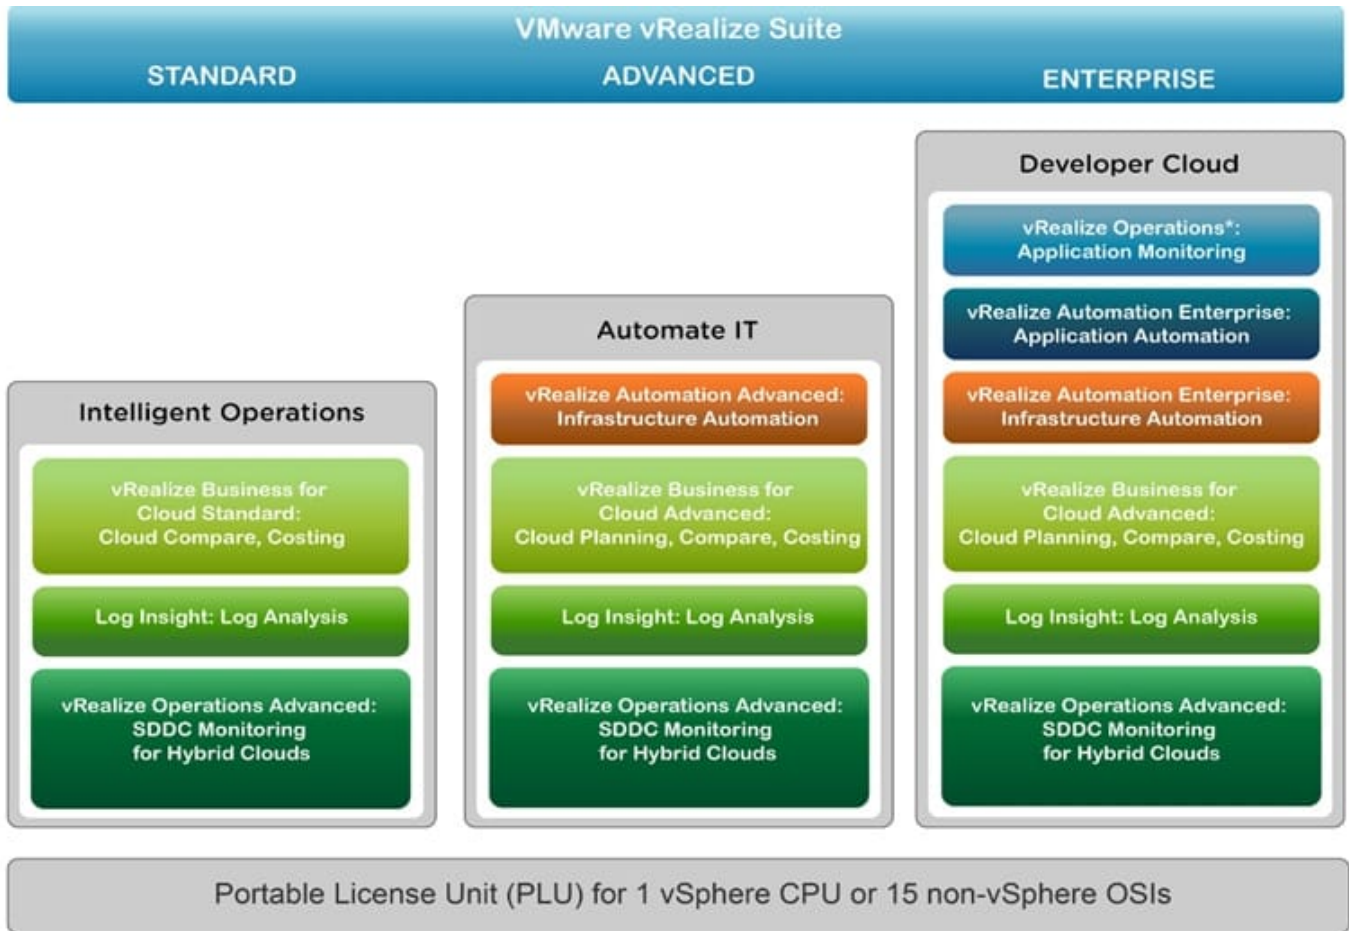 VMware vRealize Suite
STANDARD
ADVANCED
ENTERPRISE
Intelligent Operations
vRealize Business for
Cloud Standard:
Cloud Compare, Costing
Log Insight: Log Analysis
vRealize Operations Advanced:
SDDC Monitoring
for Hybrid Clouds
Automate IT
vRealize Automation Advanced:
Infrastructure Automation
vRealize Business for
Cloud Advanced:
Cloud Planning, Compare, Costing
Log Insight: Log Analysis
vRealize Operations Advanced:
SDDC Monitoring
for Hybrid Clouds
Developer Cloud
vRealize Operations*:
Application Monitoring
vRealize Automation Enterprise:
Application Automation
vRealize Automation Enterprise:
Infrastructure Automation
vRealize Business for
Cloud Advanced:
Cloud Planning, Compare, Costing
Log Insight: Log Analysis
vRealize Operations Advanced:
SDDC Monitoring
for Hybrid Clouds
Portable License Unit (PLU) for 1 vSphere CPU or 15 non-vSphere OSIs